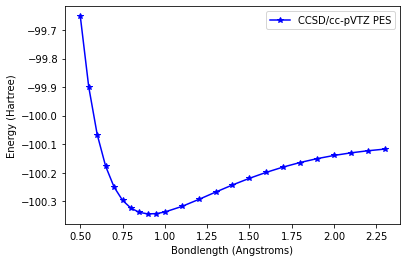 CCSD/cc-pVTZ PES
Energy (Hartree)
−99.7
−99.8
−99.9
−100.0
−100.1
−100.2
−100.3
0.50 0.75 1.00 1.25 1.50 1.75 2.00 2.25
Bondlength (Angstroms)